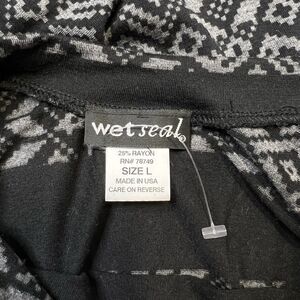 wet seal
25% RAYON
RN# 78749
SIZE L
MADE IN USA
CARE ON REVERSE